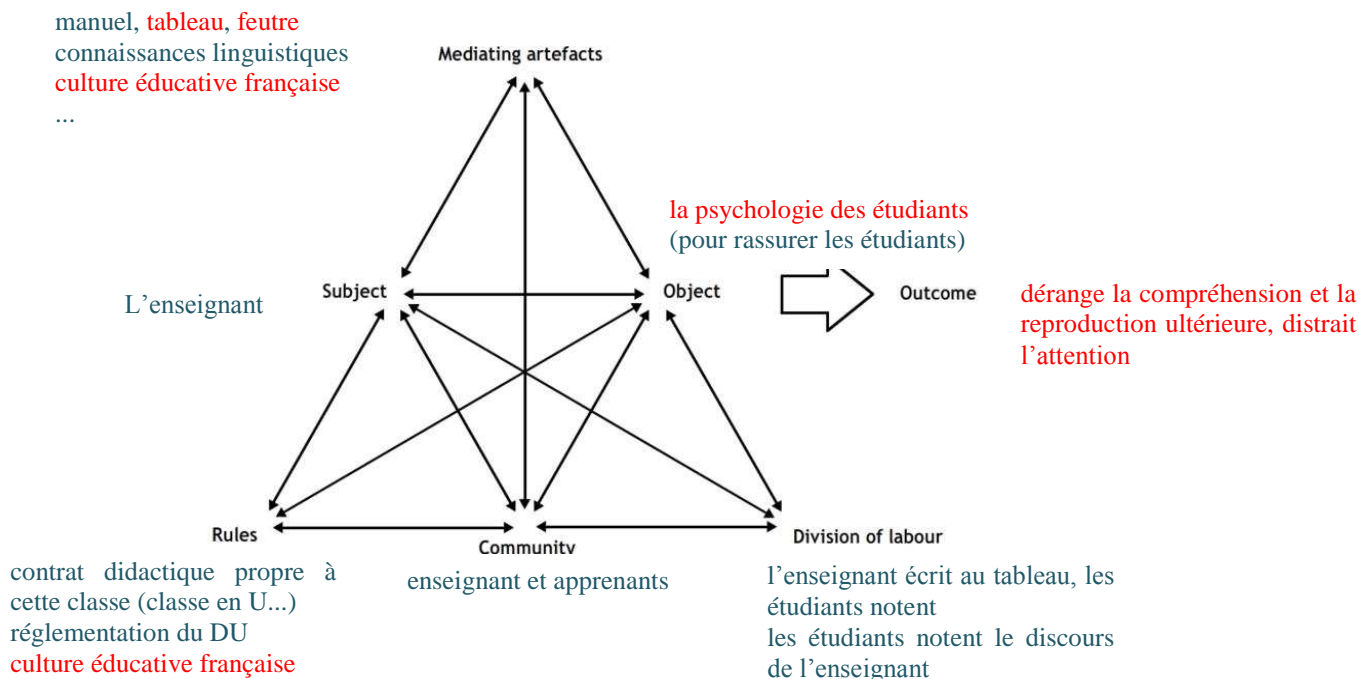 manuel, tableau, feutre
connaissances linguistiques
culture éducative française
...
Mediating artefacts
la psychologie des étudiants
(pour rassurer les étudiants)
L'enseignant
Subject
Object
Outcome
dérange la compréhension et la
reproduction ultérieure, distrait
l'attention
Rules
Community
Division of labour
contrat didactique propre à
cette classe (classe en U...)
réglementation du DU
culture éducative française
enseignant et apprenants
l'enseignant écrit au tableau, les
étudiants notent
les étudiants notent le discours
de l'enseignant